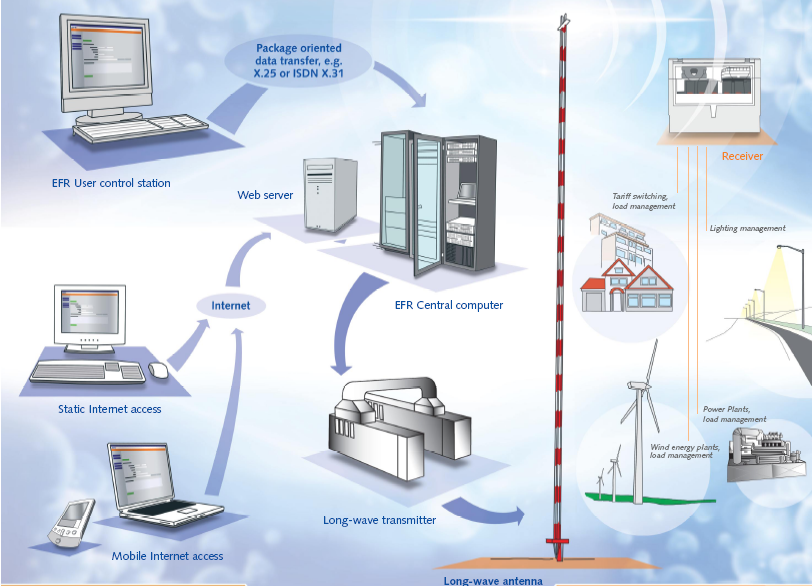 Package oriented
data transfer, e.g.
X.25 or ISDN X.31
EFR User control station
Web server
Receiver
Tariff switching,
load management
Lighting management
Internet
EFR Central computer
Static Internet access
Power Plants,
load management
Wind energy plants,
load management
Long-wave transmitter
Mobile Internet access
Long-wave antenna